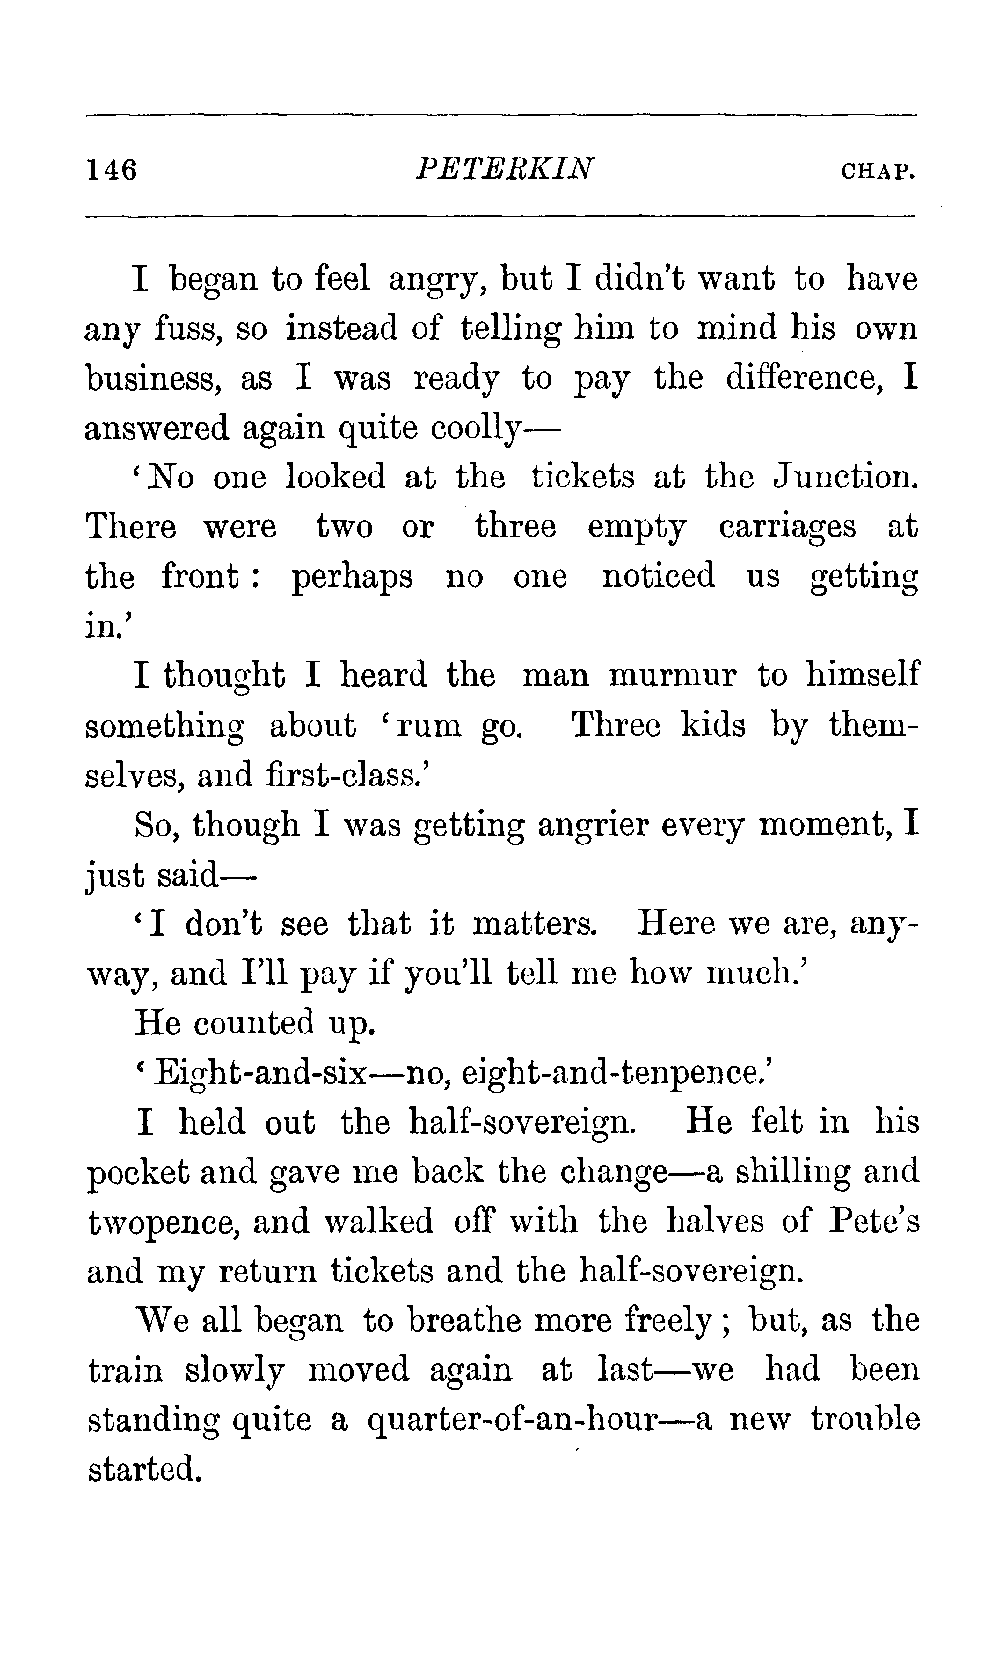 146 PETERKIN CHAP.
I began to feel angry, but I didn't want to have
any fuss, so instead of telling him to mind his own
business, as I was ready to pay the difference, I
answered again quite coolly—
‘No one looked at the tickets at the Junction.
There were two or three empty carriages at
the front : perhaps no one noticed us getting
in.’
I thought I heard the man murmur to himself
something about ‘rum go. Three kids by them-
selves, and first-class.’
So, though I was getting angrier every moment, I
just said—
‘I don't see that it matters. Here we are, any-
way, and I'll pay if you'll tell me how much.’
He counted up.
‘Eight-and-six—no, eight-and-tenpence.’
I held out the half-sovereign. He felt in his
pocket and gave me back the change—a shilling and
twopence, and walked off with the halves of Pete's
and my return tickets and the half-sovereign.
We all began to breathe more freely ; but, as the
train slowly moved again at last—we had been
standing quite a quarter-of-an-hour—a new trouble
started.